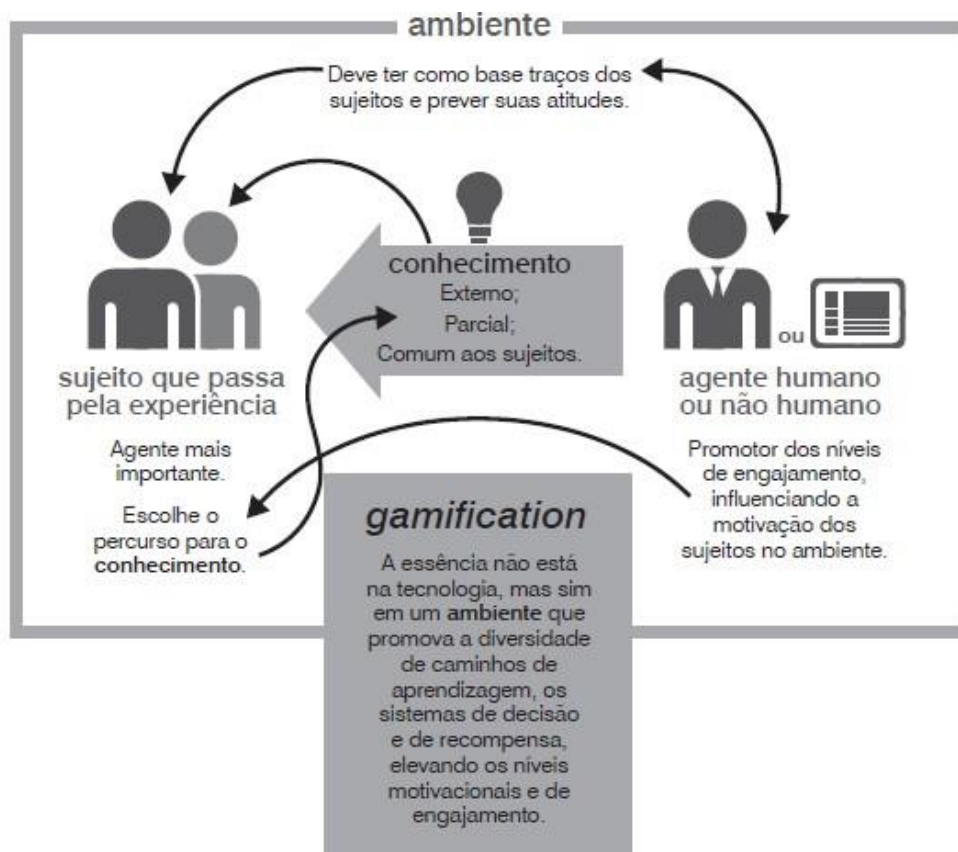 ambiente
Deve ter como base traços dos
sujeitos e prever suas atitudes.
conhecimento
Externo;
Parcial;
Comum aos sujeitos.
ou
sujeito que passa
pela experiência
Agente mais
importante.
Escolhe o
percurso para o
conhecimento.
agente humano
ou não humano
Promotor dos níveis
de engajamento,
influenciando a
motivação dos
sujeitos no ambiente.
gamification
A essência não está
na tecnologia, mas sim
em um ambiente que
promova a diversidade
de caminhos de
aprendizagem, os
sistemas de decisão
e de recompensa,
elevando os níveis
motivacionais e de
engajamento.